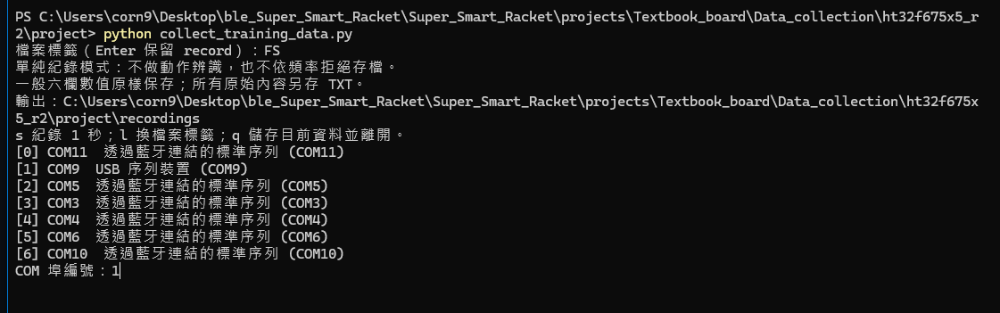 PS C:\Users\corn9\Desktop\ble_Super_Smart_Racket\Super_Smart_Racket\projects\Textbook_board\Data_collection\ht32f675x5_r
2\project> python collect_training_data.py
檔案標籤（Enter 保留 record）：FS
單純紀錄模式：不做動作辨識，也不依頻率拒絕存檔。
一般六欄數值原樣保存；所有原始內容另存 TXT。
輸出：C:\Users\corn9\Desktop\ble_Super_Smart_Racket\Super_Smart_Racket\projects\Textbook_board\Data_collection\ht32f675x
5_r2\project\recordings
s 紀錄 1 秒；l 換檔案標籤；q 儲存目前資料並離開。
[0] COM11  透過藍牙連結的標準序列 (COM11)
[1] COM9  USB 序列裝置 (COM9)
[2] COM5  透過藍牙連結的標準序列 (COM5)
[3] COM3  透過藍牙連結的標準序列 (COM3)
[4] COM4  透過藍牙連結的標準序列 (COM4)
[5] COM6  透過藍牙連結的標準序列 (COM6)
[6] COM10  透過藍牙連結的標準序列 (COM10)
COM 埠編號：1